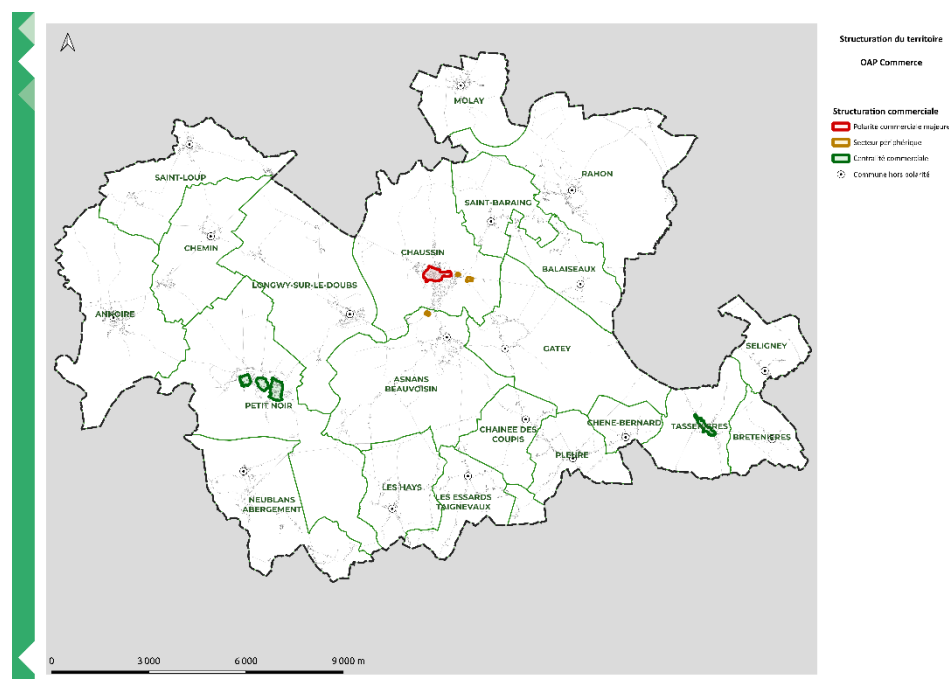 Structuration du territoire
OAP Commerce
Structuration commerciale
Polarité commerciale majeure
Secteur périphérique
Centralité commerciale
Commune hors polarité
MOLAY
SAINT-LOUP
RAHON
SAINT-BARAING
CHEMIN
CHAUSSIN
BALAISEAUX
LONGWY-SUR-LE-DOUBS
ANNOIRE
GATEY
SELIGNEY
ASNANS
BEAUVOISIN
PETIT NOIR
CHAINEE DES
COUPIS
CHENE-BERNARD
TASSENIERES
BRETENIERES
PLEURE
LES HAYS
NEUBLANS
ABERGEMENT
LES ESSARDS
TAIGNEVAUX
0 3 000 6 000 9 000 m